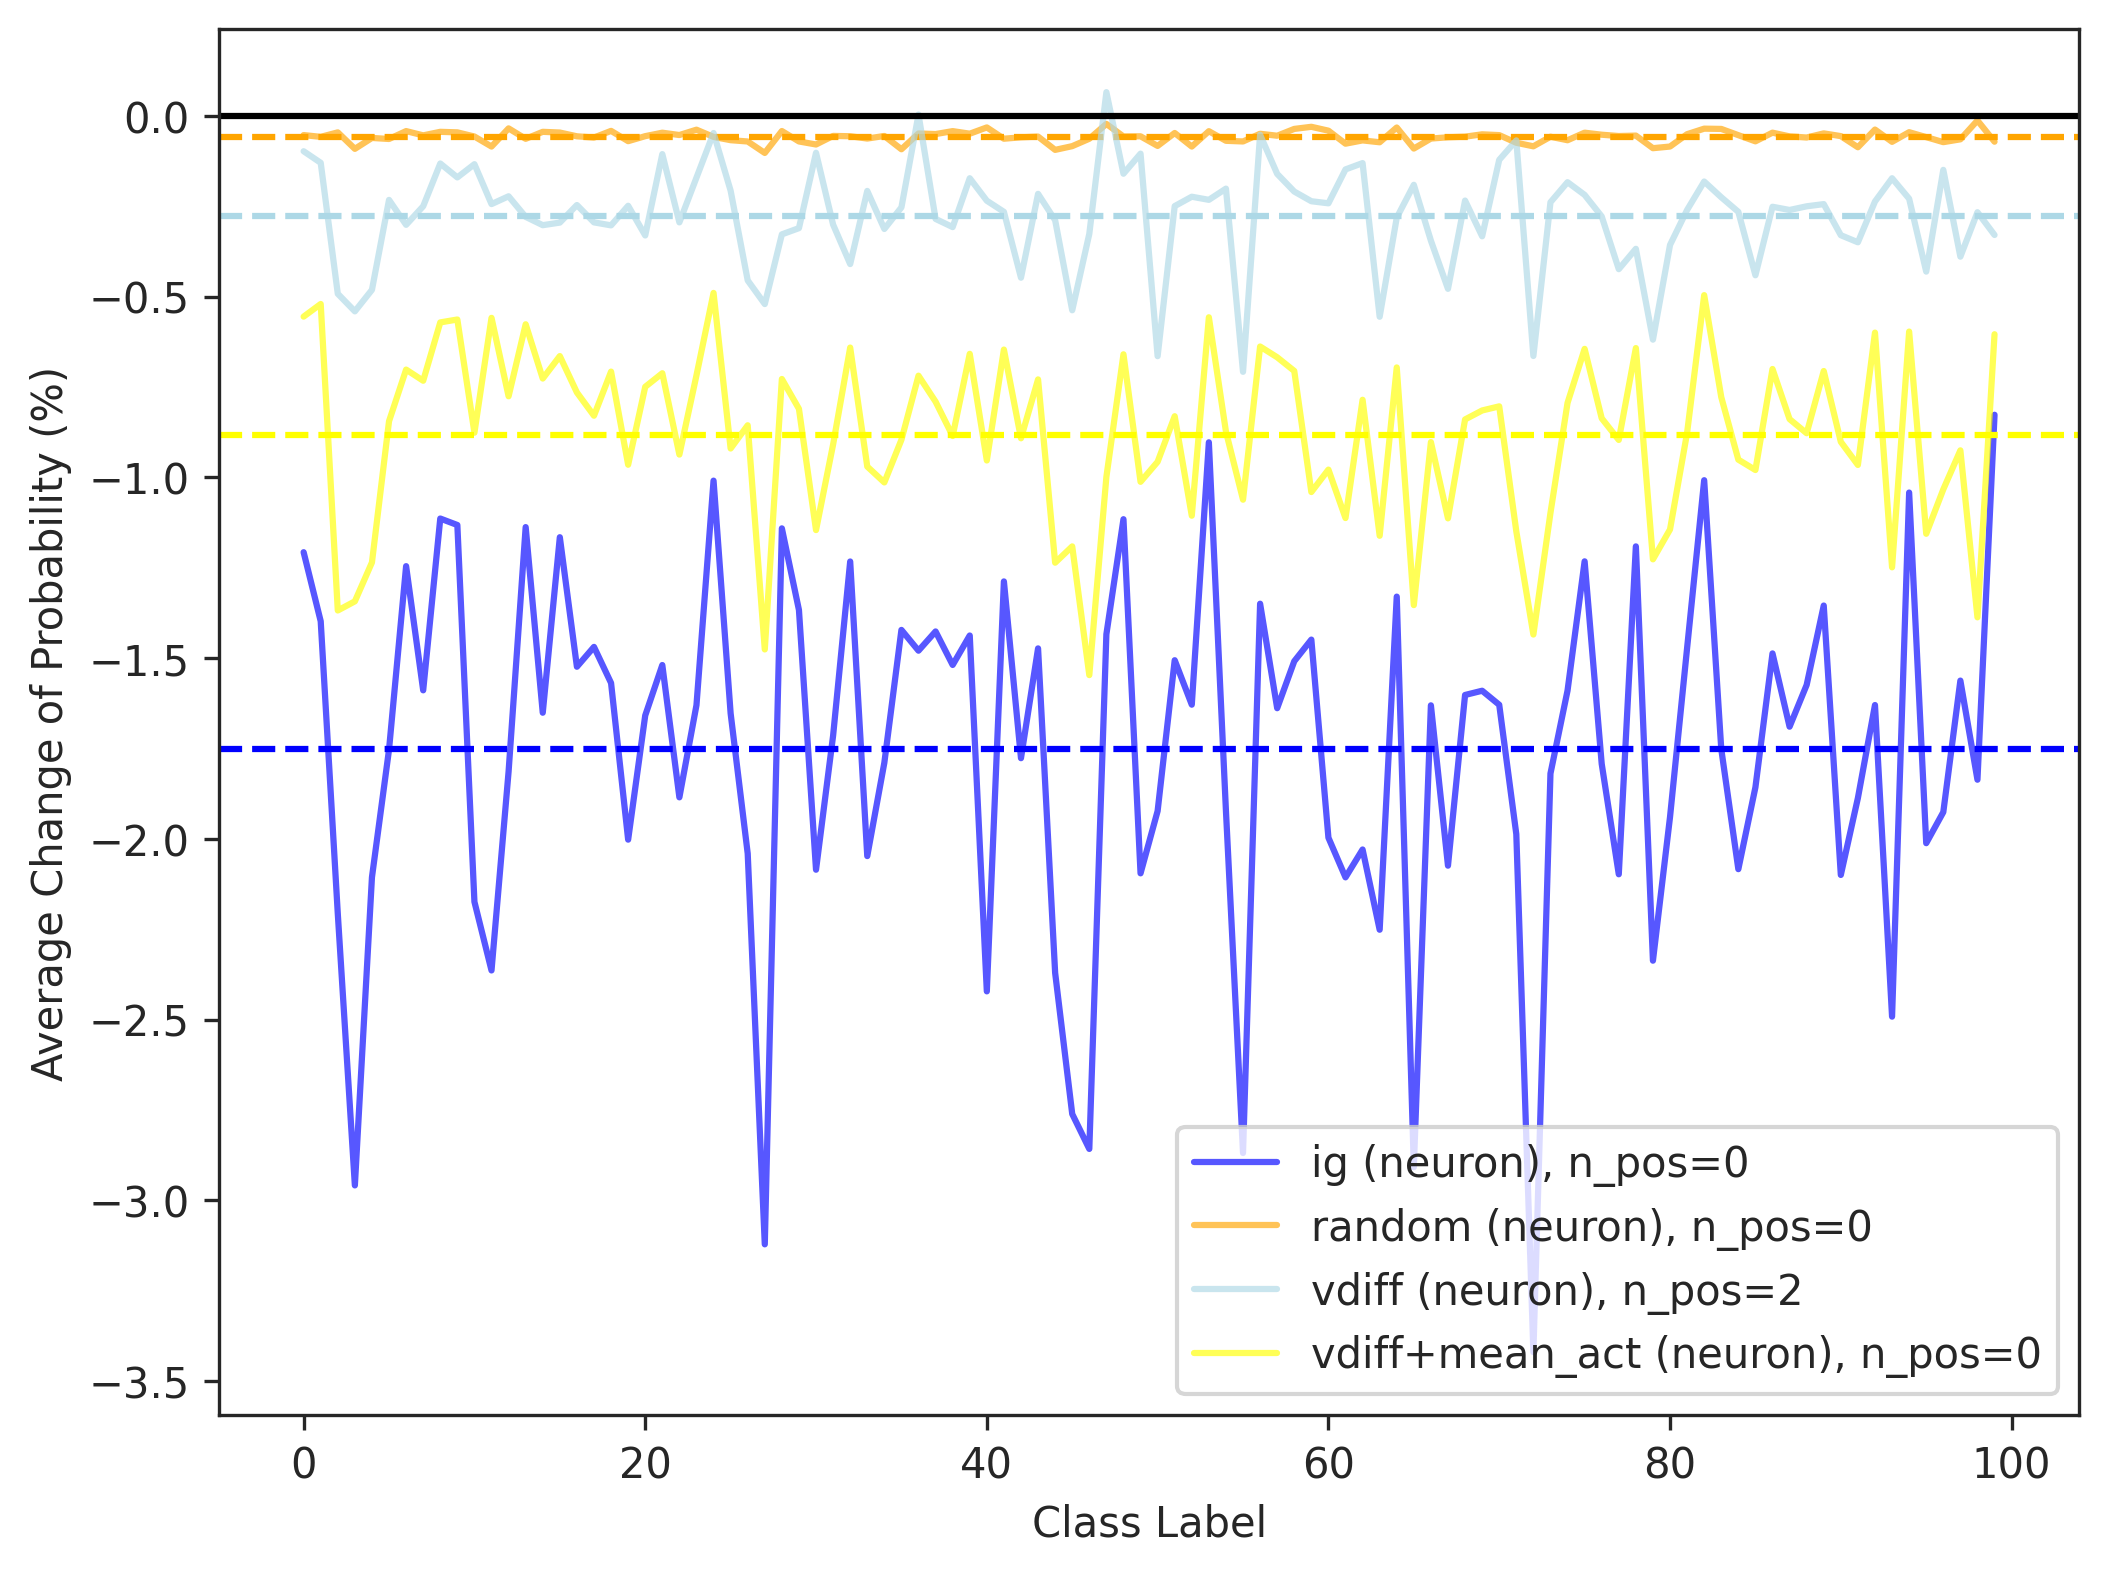 Average Change of Probability (%)
0.0
−0.5
−1.0
−1.5
−2.0
−2.5
−3.0
−3.5
ig (neuron), n_pos=0
random (neuron), n_pos=0
vdiff (neuron), n_pos=2
vdiff+mean_act (neuron), n_pos=0
0 20 40 60 80 100
Class Label